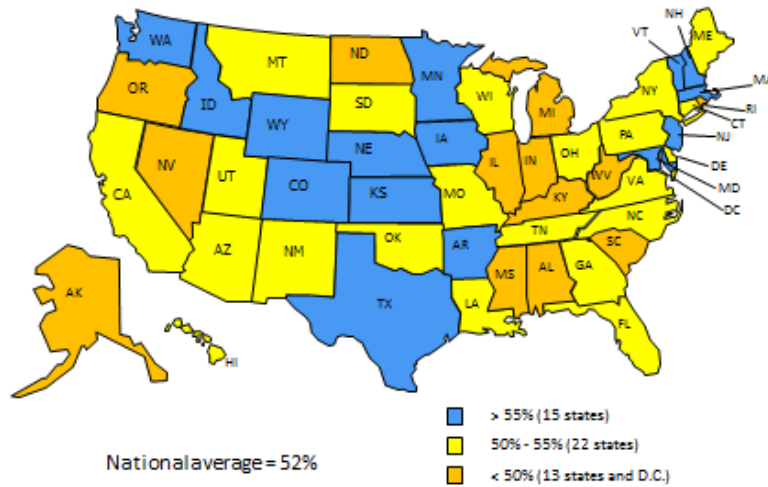 NH
VT
ME
WA
MT
ND
MN
MA
OR
ID
SD
WI
NY
RI
CT
WY
MI
PA
NJ
NE
IA
NV
UT
IL
IN
OH
DE
CA
CO
KS
MO
WV
VA
MD
KY
DC
NC
TN
AZ
NM
OK
AR
SC
MS
AL
GA
AK
TX
LA
FL
HI
> 55% (15 states)
50% - 55% (22 states)
< 50% (13 states and D.C.)
National average = 52%